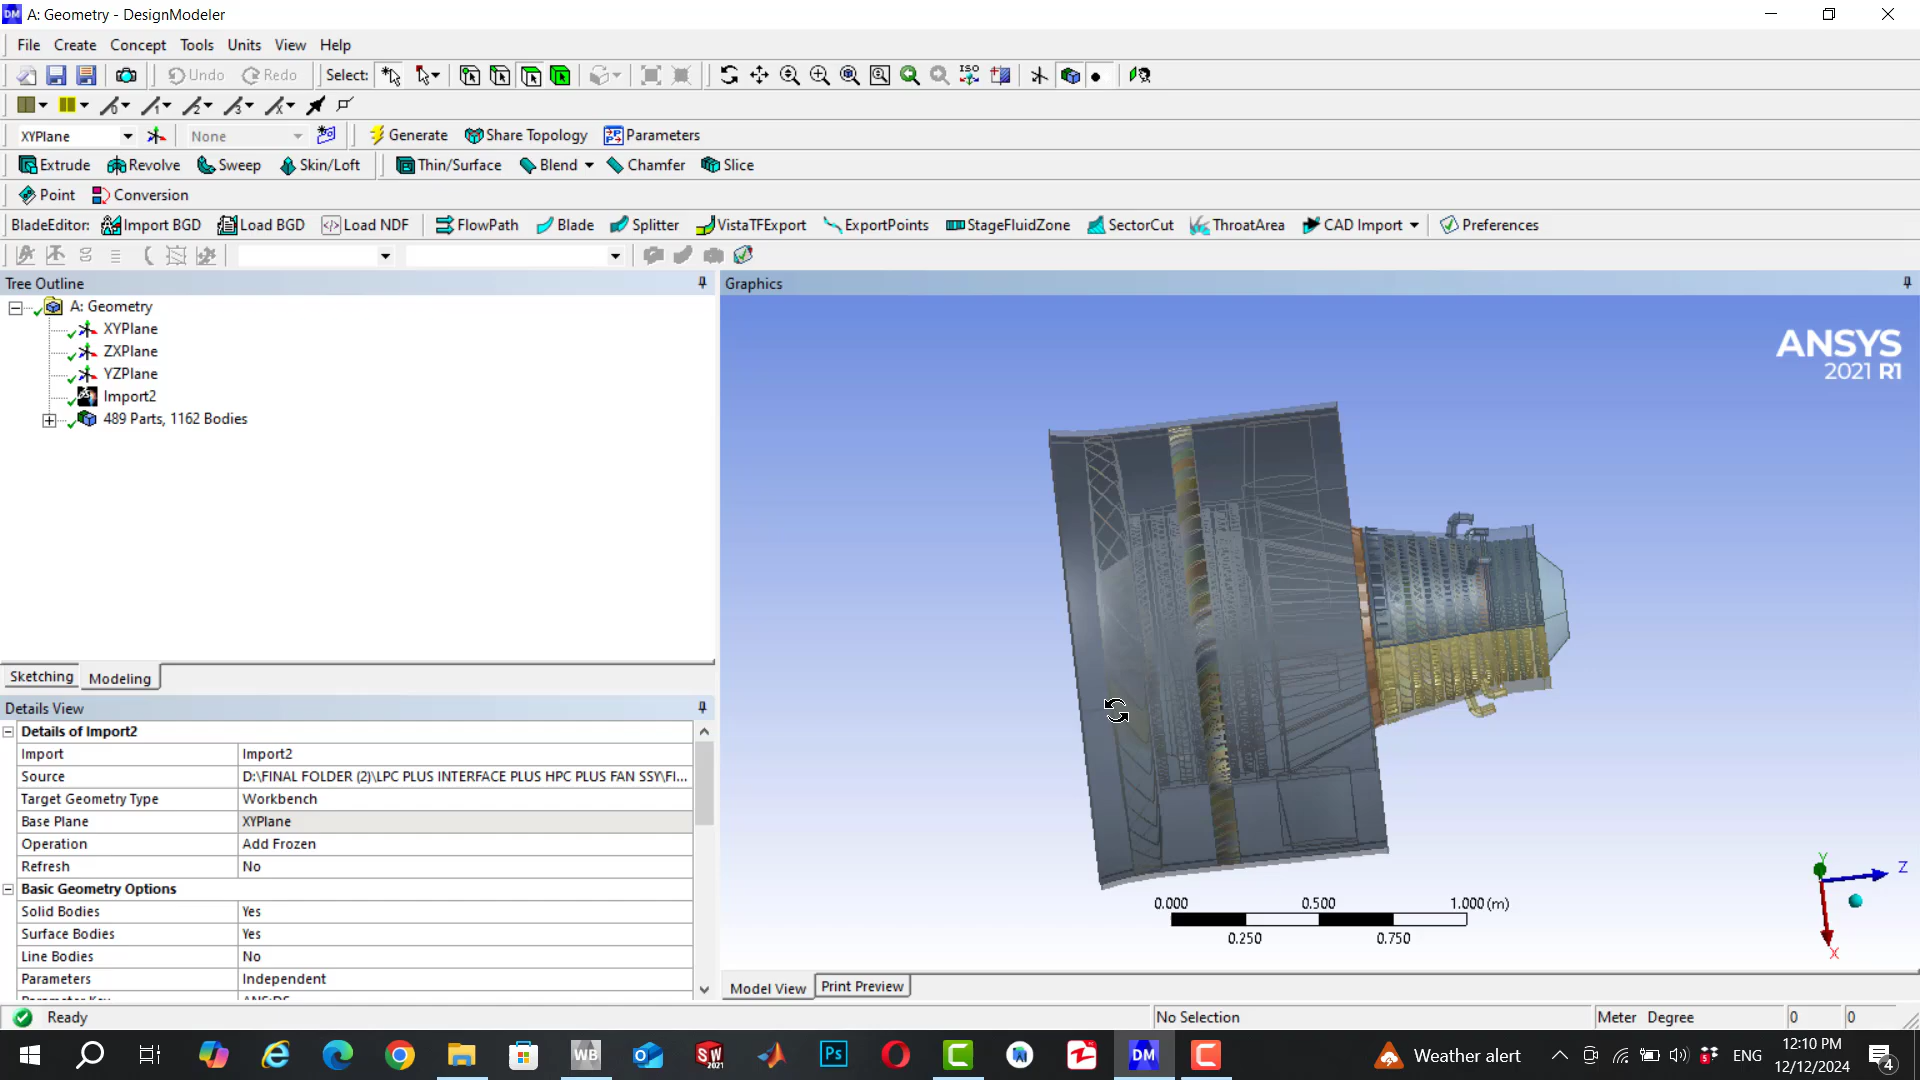 A: Geometry - DesignModeler
File Create Concept Tools Units View Help
Undo Redo Select: ISO
XYPlane None Generate Share Topology Parameters
Extrude Revolve Sweep Skin/Loft Thin/Surface Blend Chamfer Slice
Point Conversion
BladeEditor: Import BGD Load BGD Load NDF FlowPath Blade Splitter VistaTFExport ExportPoints StageFluidZone SectorCut ThroatArea CAD Import Preferences
Tree Outline
A: Geometry
XYPlane
ZXPlane
YZPlane
Import2
489 Parts, 1162 Bodies
Sketching Modeling
Details View
Details of Import2
Import Import2
Source D:\FINAL FOLDER (2)\LPC PLUS INTERFACE PLUS HPC PLUS FAN SSY\FI...
Target Geometry Type Workbench
Base Plane XYPlane
Operation Add Frozen
Refresh No
Basic Geometry Options
Solid Bodies Yes
Surface Bodies Yes
Line Bodies No
Parameters Independent
Graphics
ANSYS
2021 R1
0.000 0.500 1.000 (m)
0.250 0.750
Y
Z
X
Model View Print Preview
Ready No Selection Meter Degree 0 0
WB SW 2021 Ps DM Weather alert ENG 12:10 PM
12/12/2024 4